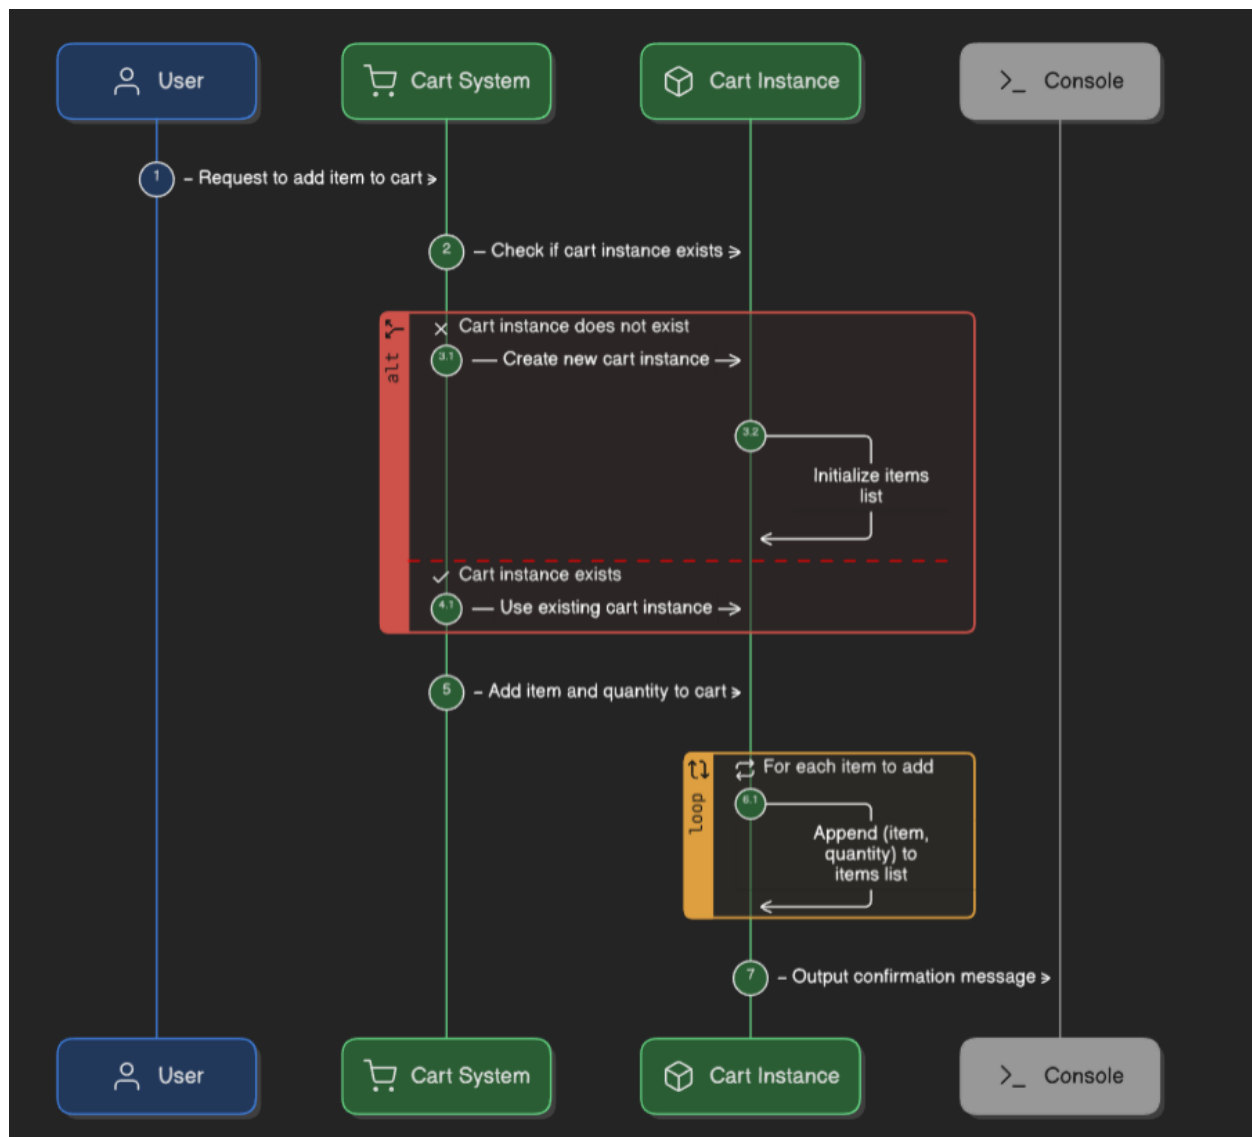 User
Cart System
Cart Instance
Console
1
– Request to add item to cart
2
– Check if cart instance exists
alt
Cart instance does not exist
3.1
Create new cart instance
3.2
Initialize items
list
Cart instance exists
4.1
Use existing cart instance
5
– Add item and quantity to cart
loop
For each item to add
6.1
Append (item,
quantity) to
items list
7
– Output confirmation message
User
Cart System
Cart Instance
Console